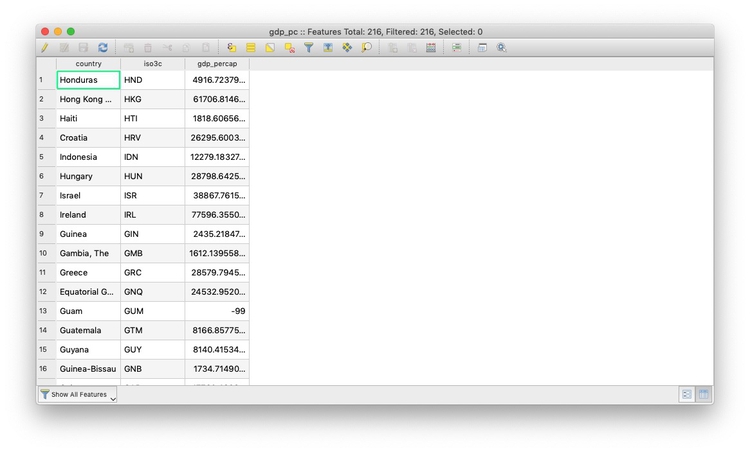 gdp_pc :: Features Total: 216, Filtered: 216, Selected: 0
country iso3c gdp_percap
1 Honduras HND 4916.72379...
2 Hong Kong ... HKG 61706.8146...
3 Haiti HTI 1818.60656...
4 Croatia HRV 26295.6003...
5 Indonesia IDN 12279.18327...
6 Hungary HUN 28798.6425...
7 Israel ISR 38867.7615...
8 Ireland IRL 77596.3550...
9 Guinea GIN 2435.21847...
10 Gambia, The GMB 1612.139558...
11 Greece GRC 28579.7945...
12 Equatorial G... GNQ 24532.9520...
13 Guam GUM -99
14 Guatemala GTM 8166.85775...
15 Guyana GUY 8140.41534...
16 Guinea-Bissau GNB 1734.71490...
Show All Features